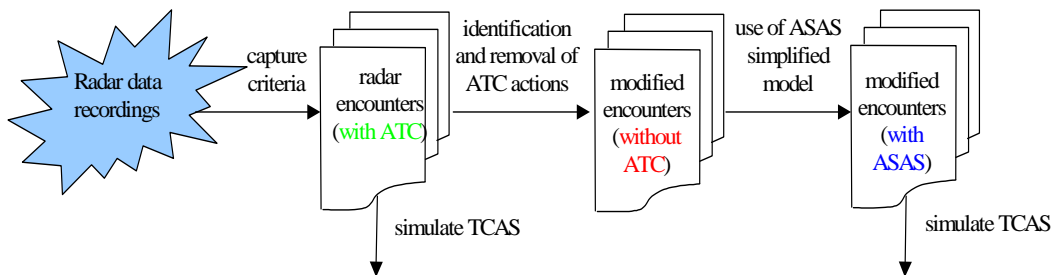 Radar data
recordings
capture
criteria
radar
encounters
(with ATC)
identification
and removal of
ATC actions
modified
encounters
(without
ATC)
use of ASAS
simplified
model
modified
encounters
(with
ASAS)
simulate TCAS
simulate TCAS